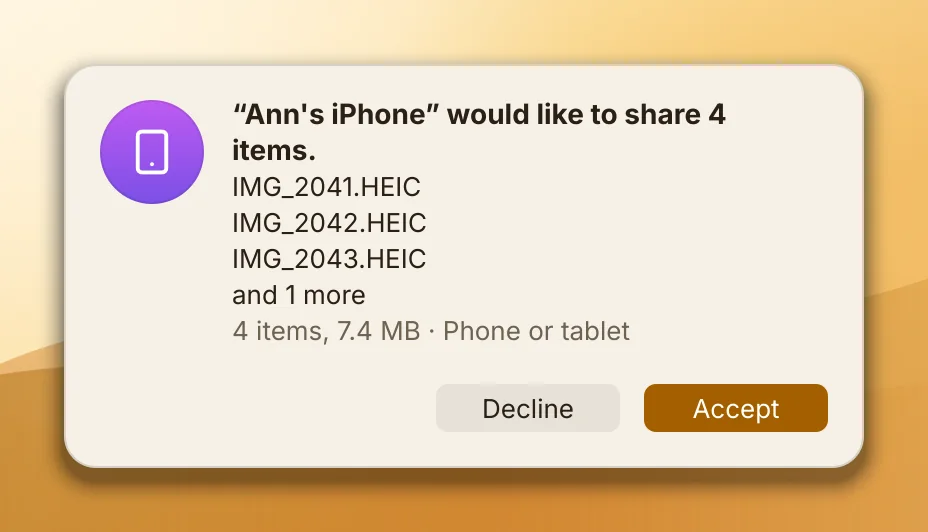 “Ann's iPhone” would like to share 4
items.
IMG_2041.HEIC
IMG_2042.HEIC
IMG_2043.HEIC
and 1 more
4 items, 7.4 MB · Phone or tablet
Decline
Accept